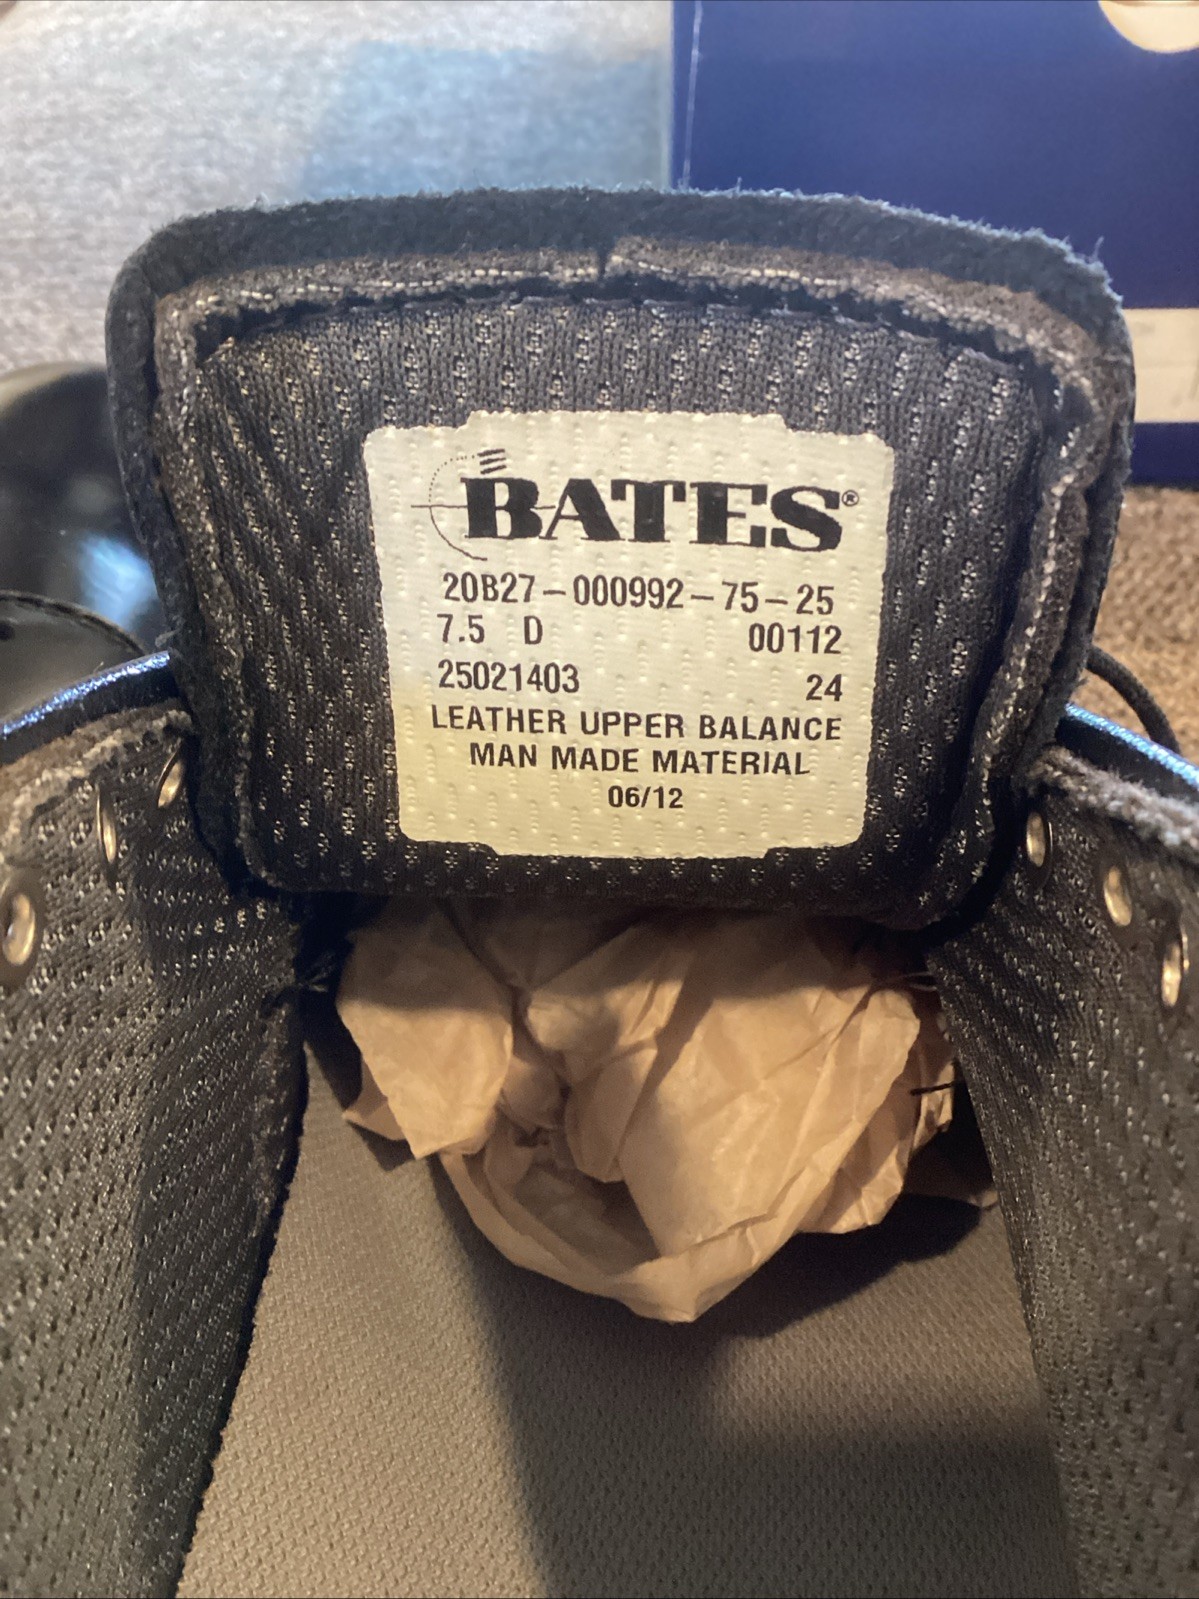 BATES®
20B27-000992-75-25
7.5 D 00112
25021403 24
LEATHER UPPER BALANCE
MAN MADE MATERIAL
06/12